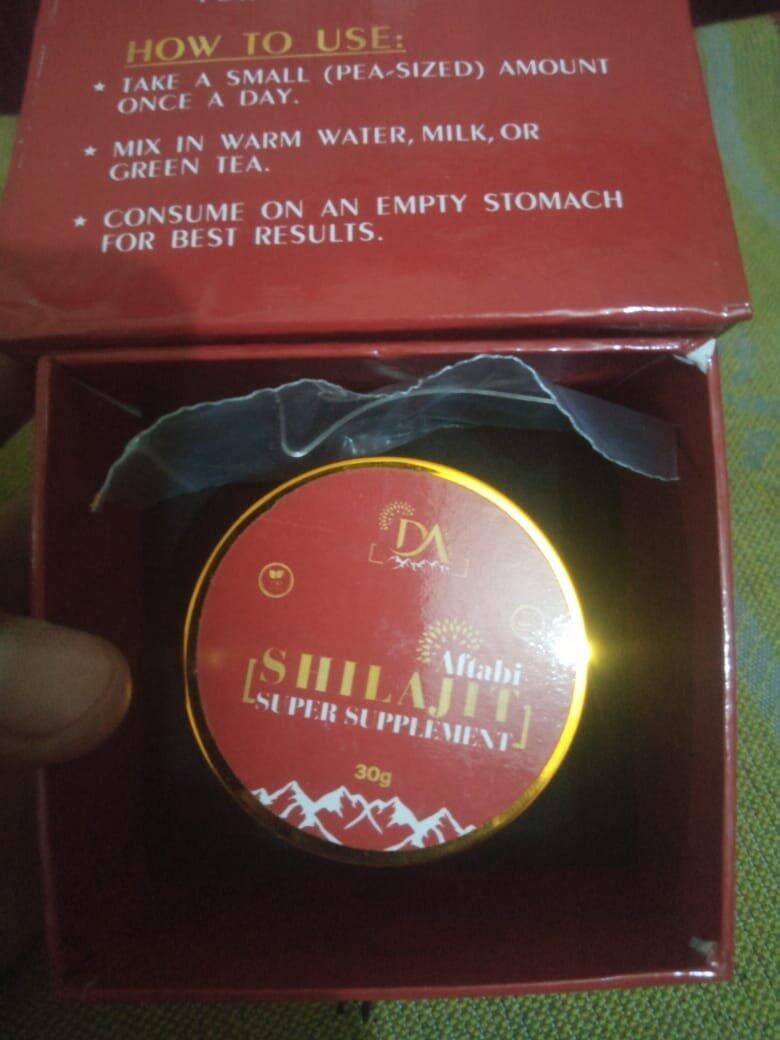 HOW TO USE:
★ TAKE A SMALL (PEA-SIZED) AMOUNT
ONCE A DAY.
★ MIX IN WARM WATER, MILK, OR
GREEN TEA.
★ CONSUME ON AN EMPTY STOMACH
FOR BEST RESULTS.
DA
Aftabi
[SHILAJIT
SUPER SUPPLEMENT]
30g